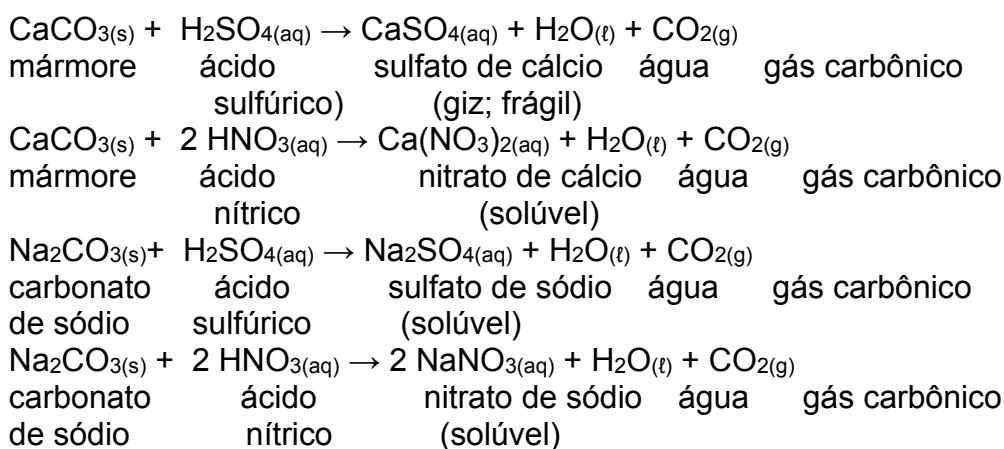 CaCO₃₍ₛ₎ + H₂SO₄₍aq₎ → CaSO₄₍aq₎ + H₂O₍ℓ₎ + CO₂₍g₎
mármore ácido sulfato de cálcio água gás carbônico
sulfúrico) (giz; frágil)
CaCO₃₍ₛ₎ + 2 HNO₃₍aq₎ → Ca(NO₃)₂₍aq₎ + H₂O₍ℓ₎ + CO₂₍g₎
mármore ácido nitrato de cálcio água gás carbônico
nítrico (solúvel)
Na₂CO₃₍ₛ₎+ H₂SO₄₍aq₎ → Na₂SO₄₍aq₎ + H₂O₍ℓ₎ + CO₂₍g₎
carbonato ácido sulfato de sódio água gás carbônico
de sódio sulfúrico (solúvel)
Na₂CO₃₍ₛ₎ + 2 HNO₃₍aq₎ → 2 NaNO₃₍aq₎ + H₂O₍ℓ₎ + CO₂₍g₎
carbonato ácido nitrato de sódio água gás carbônico
de sódio nítrico (solúvel)